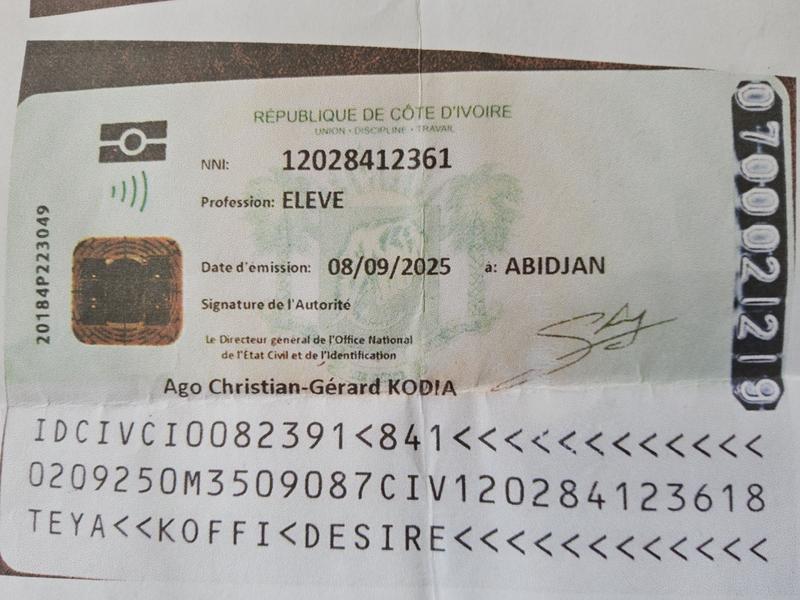 RÉPUBLIQUE DE CÔTE D'IVOIRE
UNION - DISCIPLINE - TRAVAIL
NNI: 12028412361
Profession: ELEVE
Date d'émission: 08/09/2025 à: ABIDJAN
Signature de l'Autorité
Le Directeur général de l'Office National
de l'État Civil et de l'Identification
Ago Christian-Gérard KODIA
20184P223049
0700021219
IDCIVCI0082391<841<<<<<<<<<<<<
0209250M3509087CIV120284123618
TEYA<<KOFFI<DESIRE<<<<<<<<<<<<